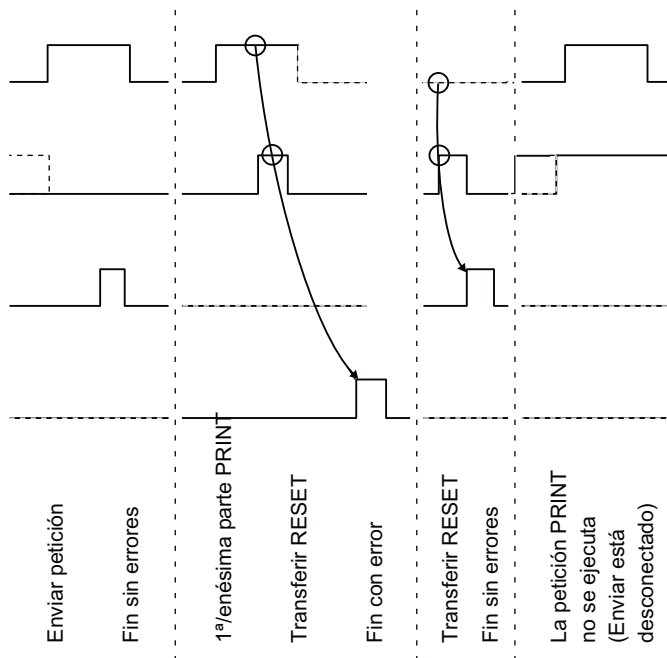 Enviar petición
Fin sin errores
1ª/enésima parte PRINT
Transferir RESET
Fin con error
Transferir RESET
Fin sin errores
La petición PRINT
no se ejecuta
(Enviar está
desconectado)